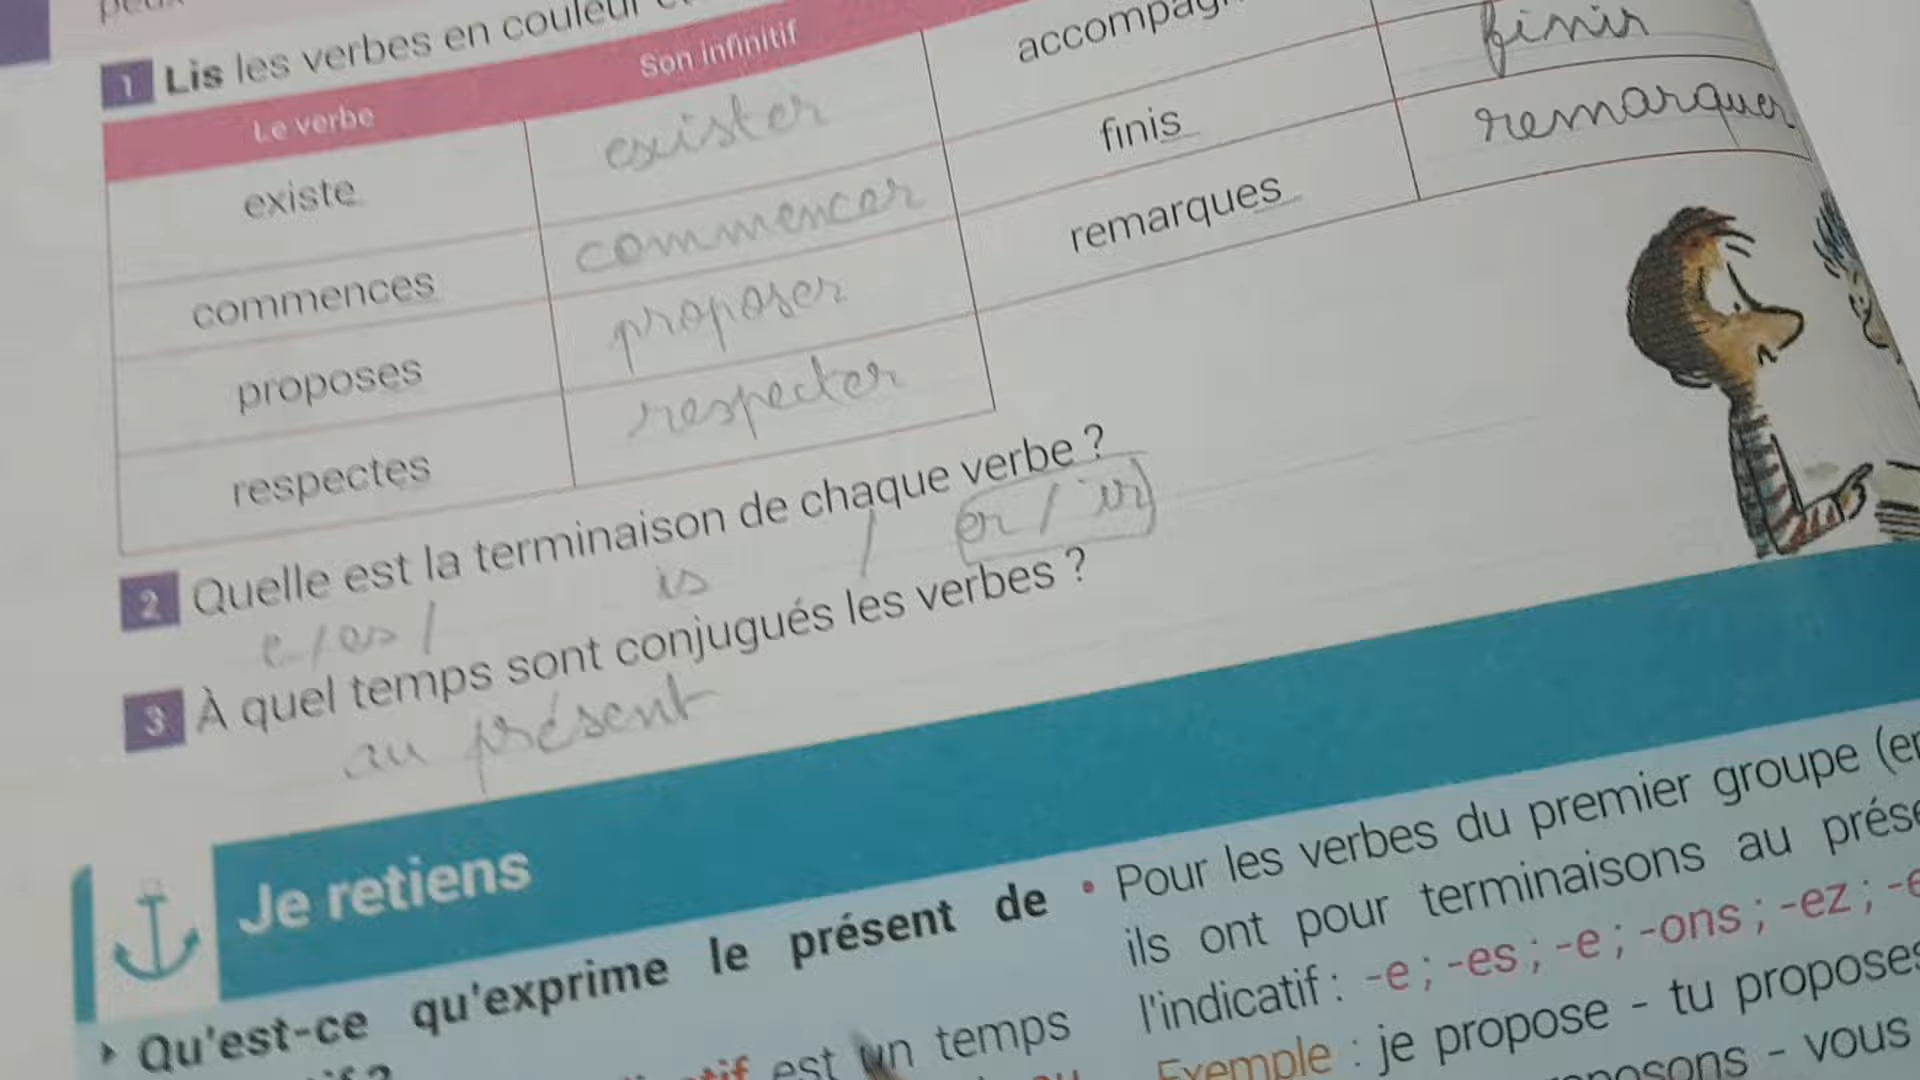 1 Lis les verbes en couleur
Le verbe Son infinitif
existe exister
commences commencer
proposes proposer
respectes respecter
finir
finis remarquer
remarques
2 Quelle est la terminaison de chaque verbe ?
e / es / is / er / ir
3 À quel temps sont conjugués les verbes ?
au présent
Je retiens
Qu'est-ce qu'exprime le présent de
est un temps
• Pour les verbes du premier groupe (er
ils ont pour terminaisons au prése
l'indicatif : -e ; -es ; -e ; -ons ; -ez ; -e
Exemple : je propose - tu proposes
- vous